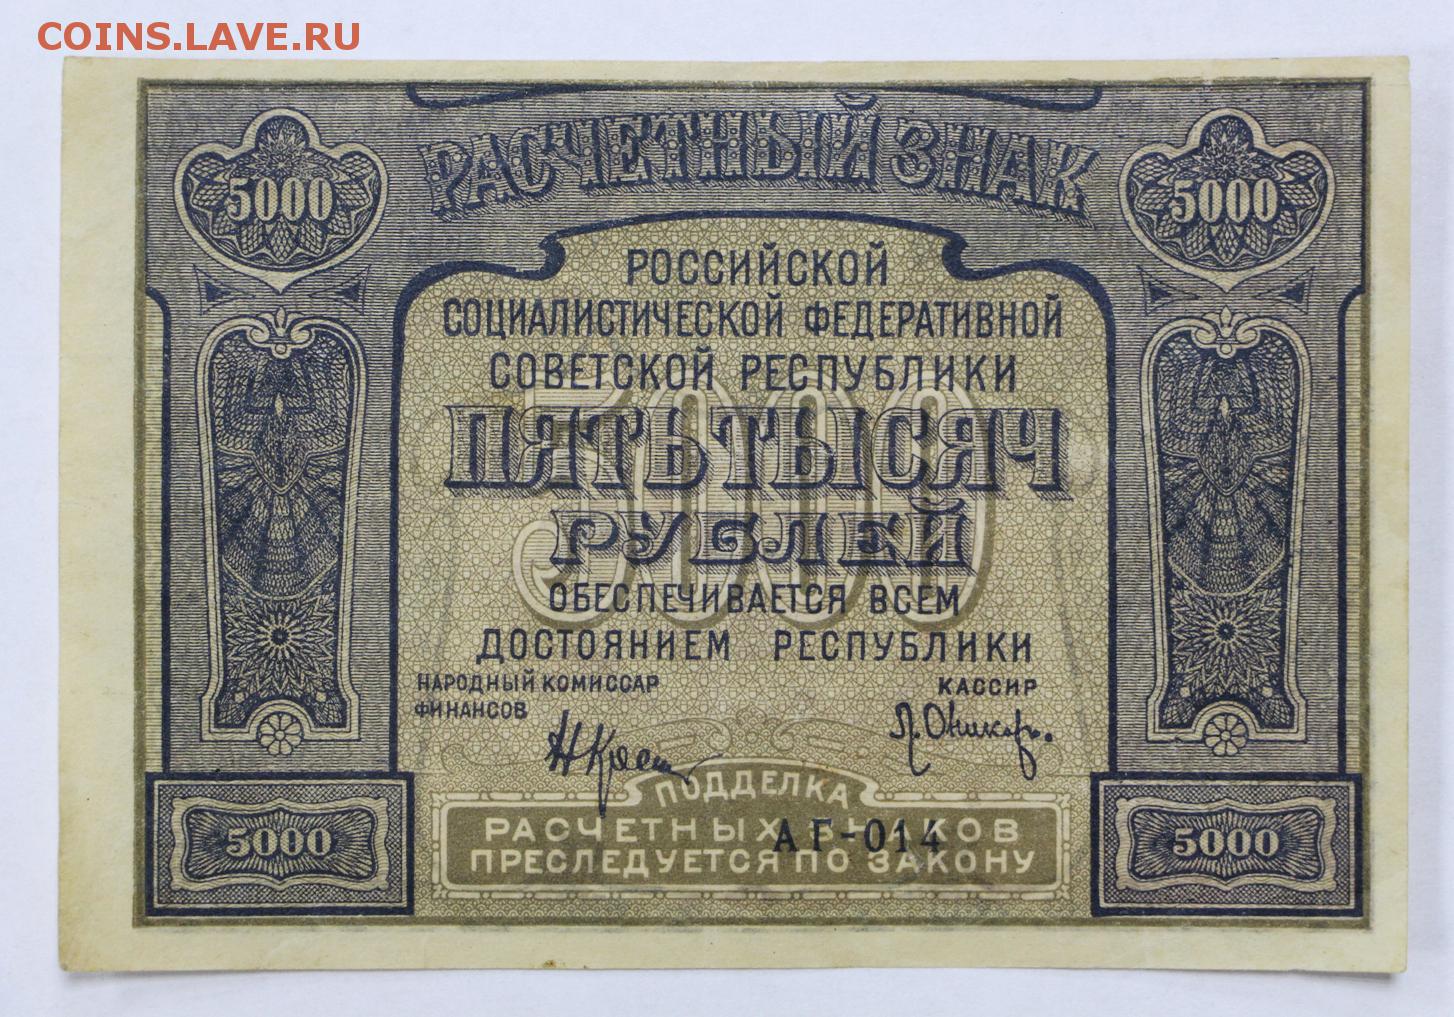 COINS.LAVE.RU
РАСЧЕТНЫЙ ЗНАК
5000 5000
РОССИЙСКОЙ
СОЦИАЛИСТИЧЕСКОЙ ФЕДЕРАТИВНОЙ
СОВЕТСКОЙ РЕСПУБЛИКИ
5000
ПЯТЬ ТЫСЯЧ
РУБЛЕЙ
ОБЕСПЕЧИВАЕТСЯ ВСЕМ
ДОСТОЯНИЕМ РЕСПУБЛИКИ
НАРОДНЫЙ КОМИССАР
ФИНАНСОВ
КАССИР
ПОДДЕЛКА
РАСЧЕТНЫХ ЗНАКОВ
АГ-014
ПРЕСЛЕДУЕТСЯ ПО ЗАКОНУ
5000 5000